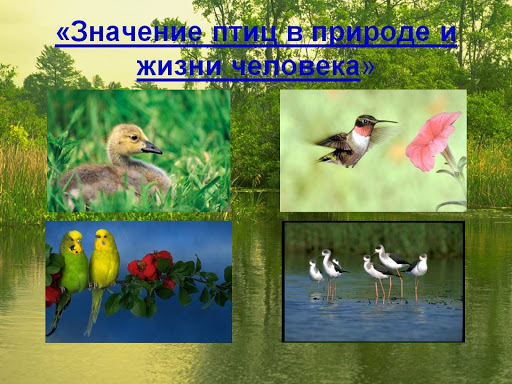 «Значение птиц в природе и
жизни человека»